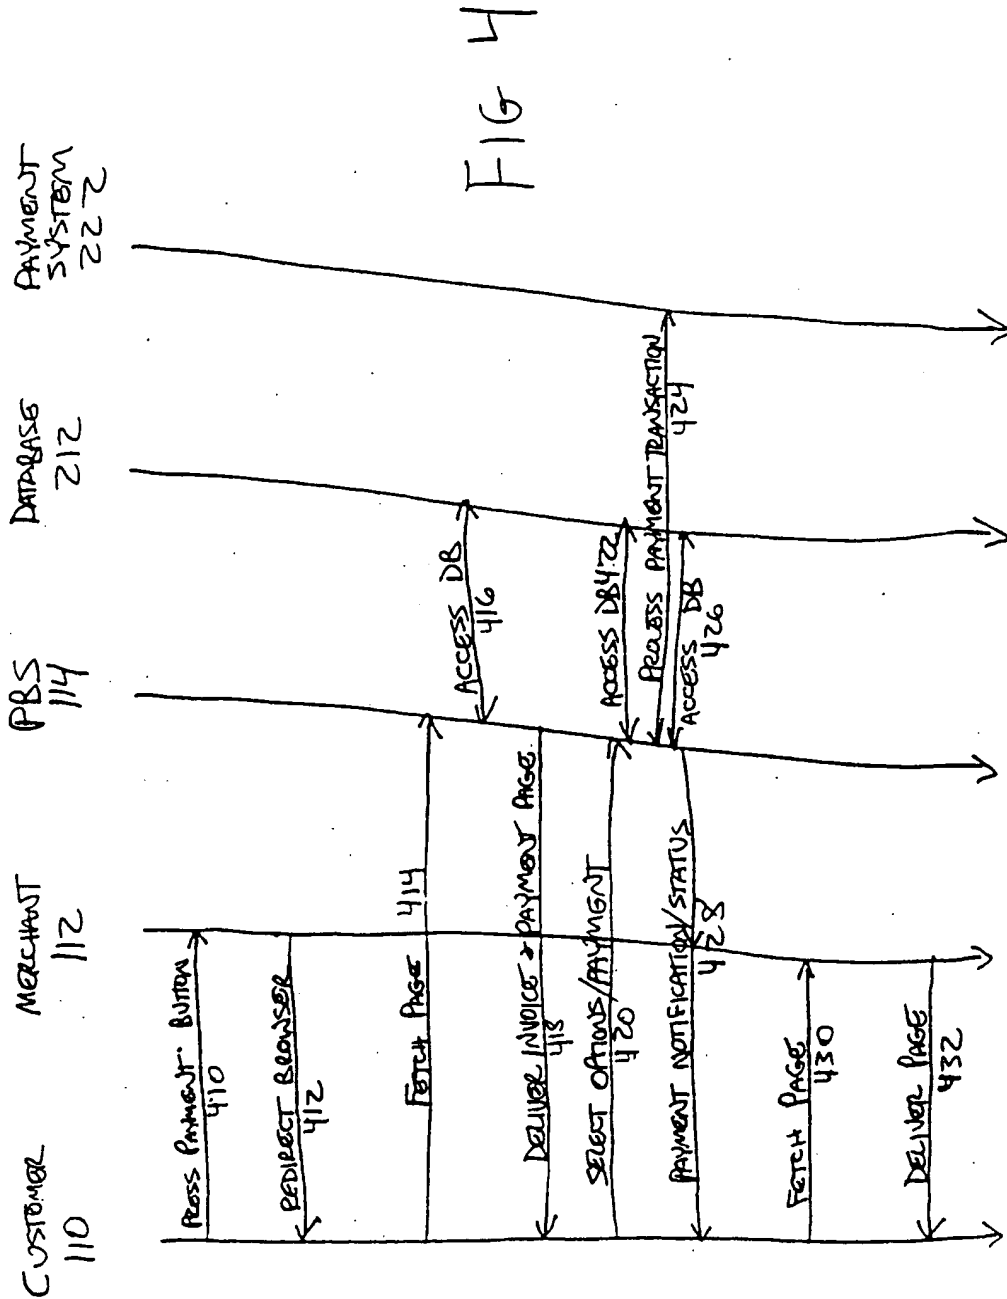 CUSTOMER
110
MERCHANT
112
PBS
114
DATABASE
212
PAYMENT
SYSTEM
222
PRESS PAYMENT BUTTON
410
REDIRECT BROWSER
412
FETCH PAGE 414
ACCESS DB
416
DELIVER INVOICE & PAYMENT PAGE
418
SELECT OPTIONS/PAYMENT
420
ACCESS DB 422
PROCESS PAYMENT TRANSACTION
424
ACCESS DB
426
PAYMENT NOTIFICATION/STATUS
428
FETCH PAGE
430
DELIVER PAGE
432
FIG 4